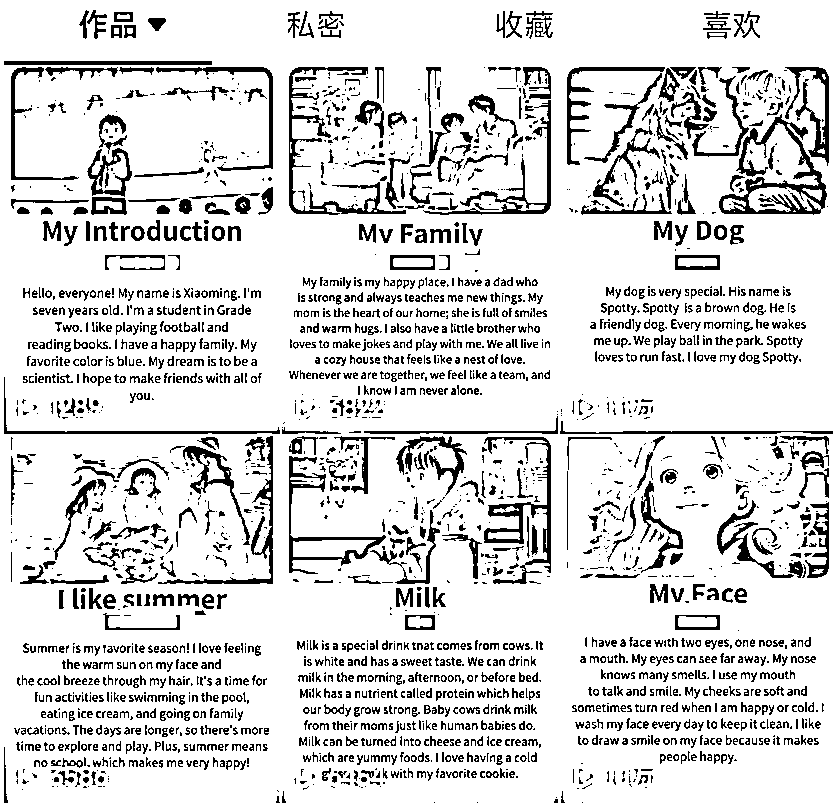 作品 私密 收藏 喜欢
My Introduction
Hello, everyone! My name is Xiaoming. I'm
seven years old. I'm a student in Grade
Two. I like playing football and
reading books. I have a happy family. My
favorite color is blue. My dream is to be a
scientist. I hope to make friends with all of
you.
My Family
My family is my happy place. I have a dad who
is strong and always teaches me new things. My
mom is the heart of our home; she is full of smiles
and warm hugs. I also have a little brother who
loves to make jokes and play with me. We all live in
a cozy house that feels like a nest of love.
Whenever we are together, we feel like a team, and
I know I am never alone.
My Dog
My dog is very special. His name is
Spotty. Spotty is a brown dog. He is
a friendly dog. Every morning, he wakes
me up. We play ball in the park. Spotty
loves to run fast. I love my dog Spotty.
I like summer
Summer is my favorite season! I love feeling
the warm sun on my face and
the cool breeze through my hair. It's a time for
fun activities like swimming in the pool,
eating ice cream, and going on family
vacations. The days are longer, so there's more
time to explore and play. Plus, summer means
no school, which makes me very happy!
Milk
Milk is a special drink that comes from cows. It
is white and has a sweet taste. We can drink
milk in the morning, afternoon, or before bed.
Milk has a nutrient called protein which helps
our body grow strong. Baby cows drink milk
from their moms just like human babies do.
Milk can be turned into cheese and ice cream,
which are yummy foods. I love having a cold
with my favorite cookie.
My Face
I have a face with two eyes, one nose, and
a mouth. My eyes can see far away. My nose
knows many smells. I use my mouth
to talk and smile. My cheeks are soft and
sometimes turn red when I am happy or cold. I
wash my face every day to keep it clean. I like
to draw a smile on my face because it makes
people happy.